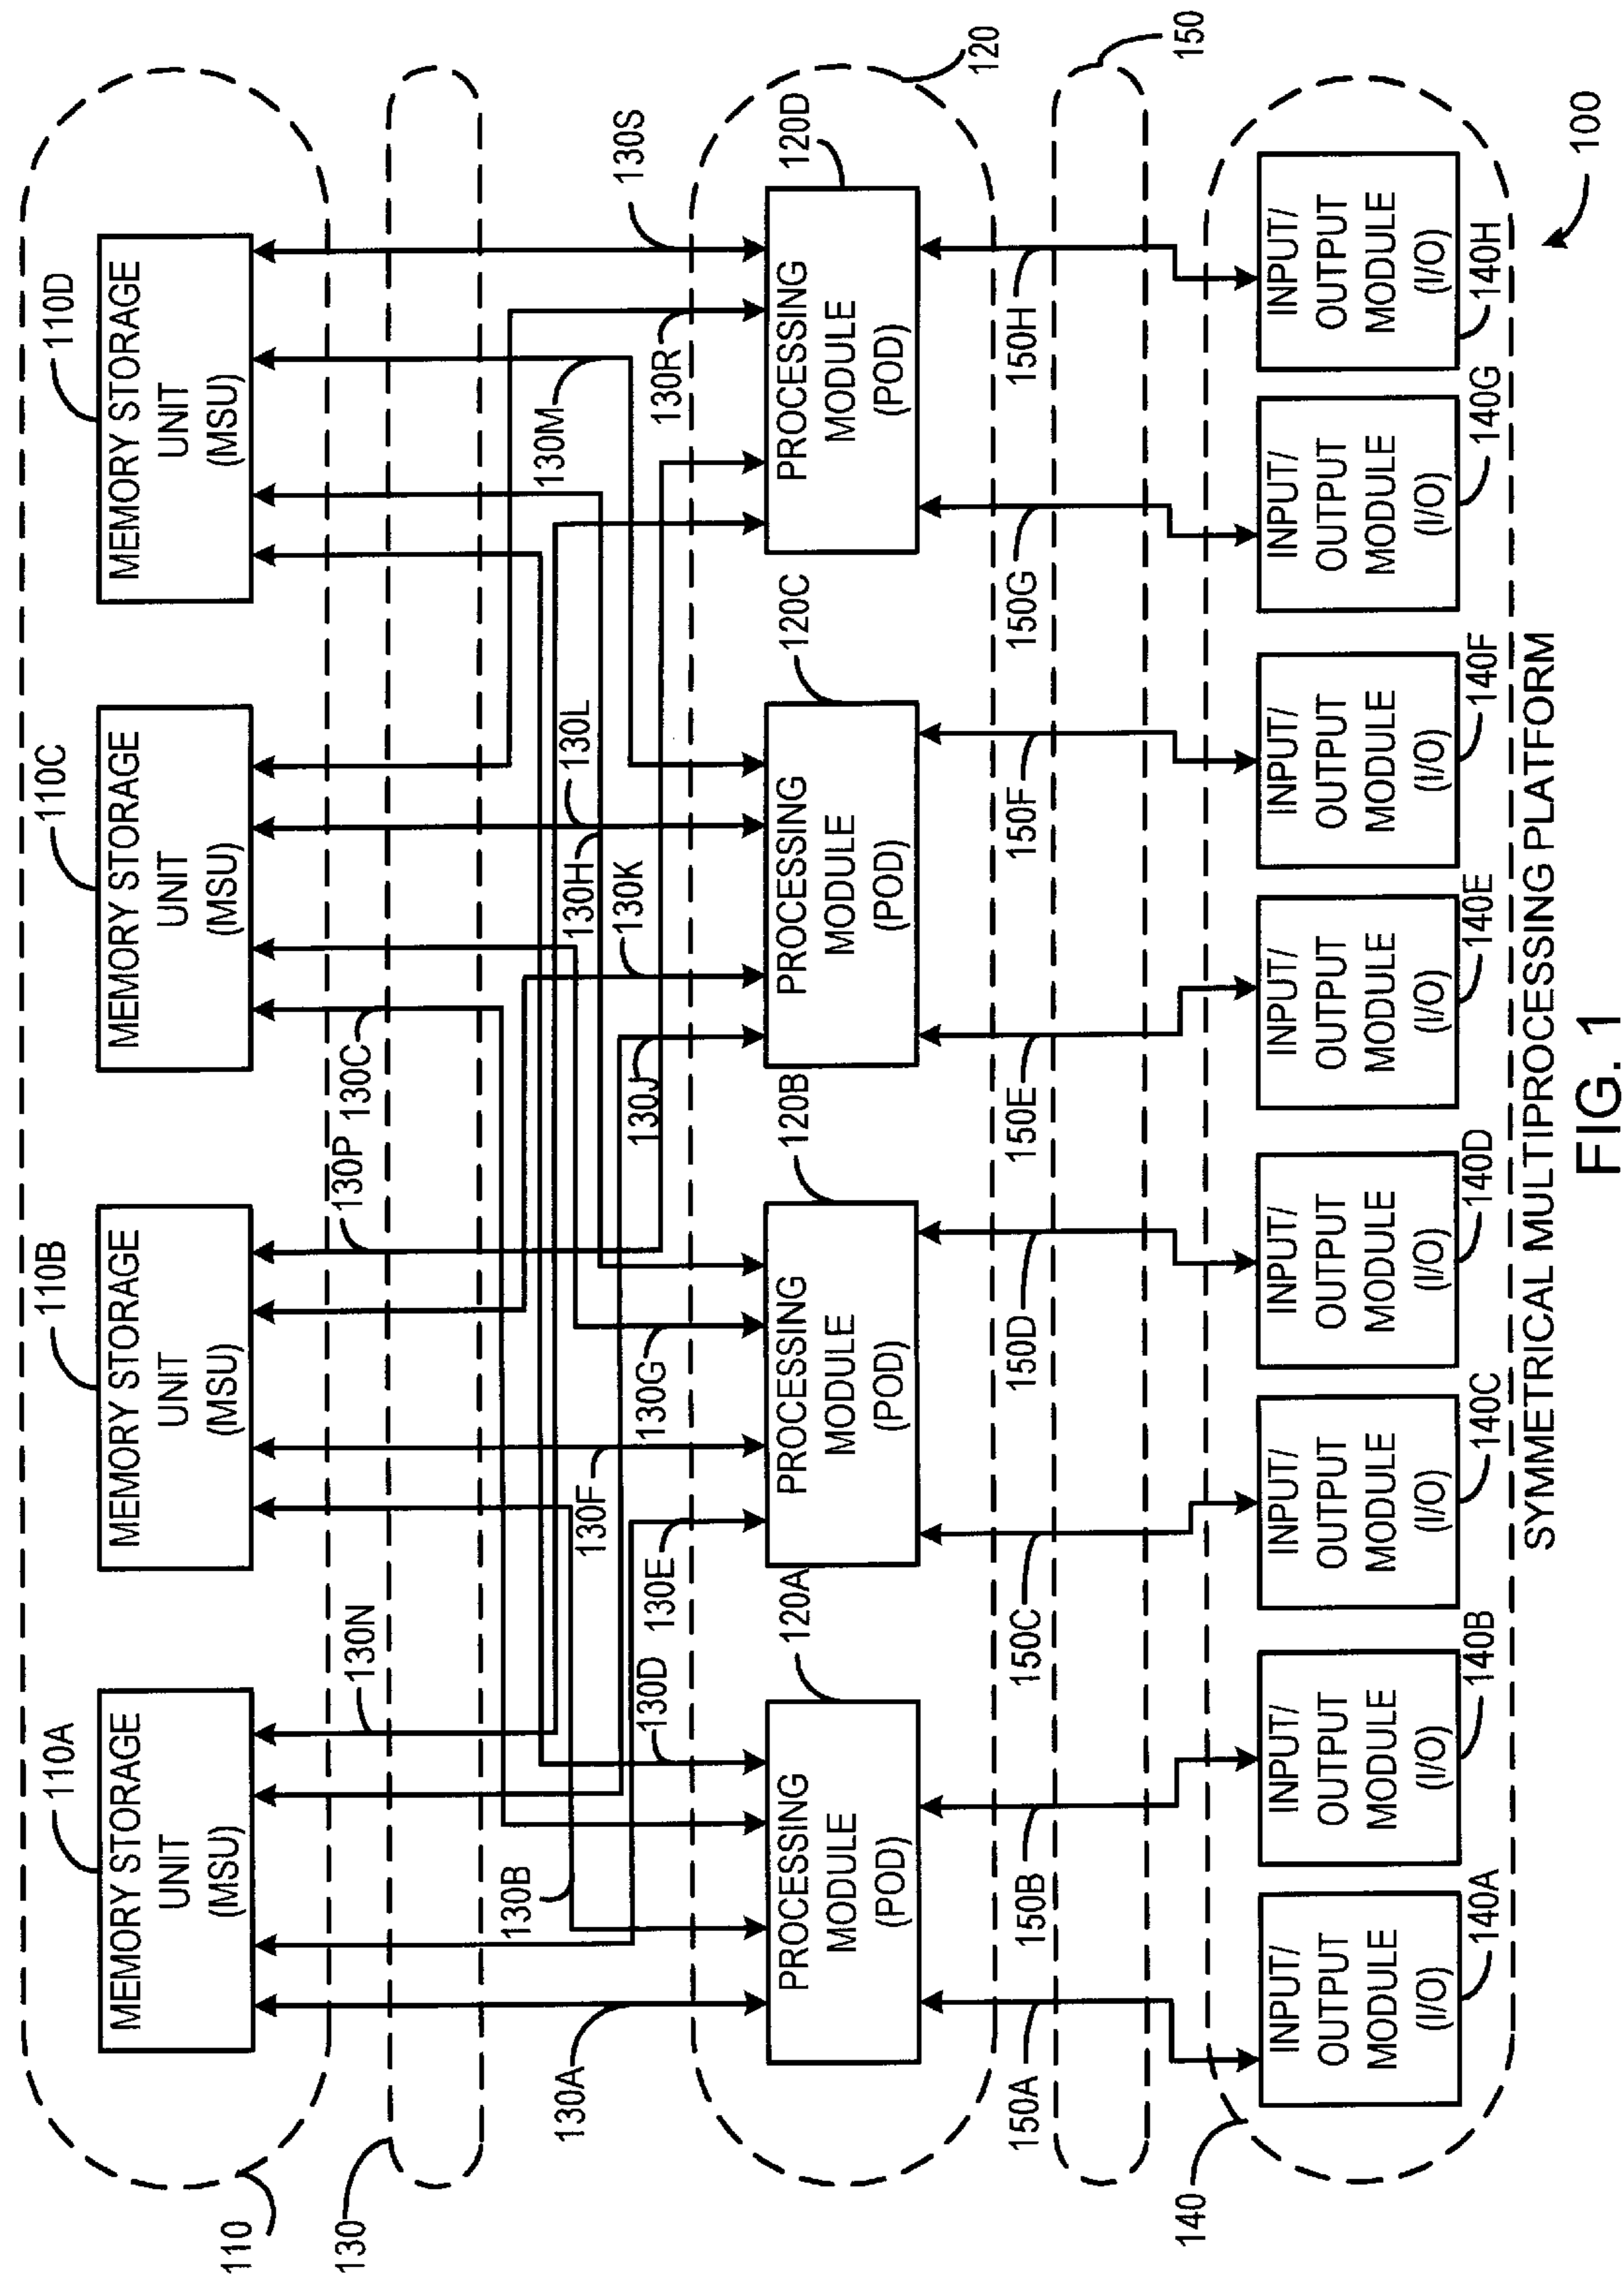 110
110A
MEMORY STORAGE
UNIT
(MSU)
110B
MEMORY STORAGE
UNIT
(MSU)
110C
MEMORY STORAGE
UNIT
(MSU)
110D
MEMORY STORAGE
UNIT
(MSU)
130
130N
130P
130C
130A
130B
130D
130E
130F
130G
130J
130H
130K
130L
130M
130R
130S
120
120A
PROCESSING
MODULE
(POD)
120B
PROCESSING
MODULE
(POD)
120C
PROCESSING
MODULE
(POD)
120D
PROCESSING
MODULE
(POD)
150
150A
150B
150C
150D
150E
150F
150G
150H
140
INPUT/
OUTPUT
MODULE
(I/O)
140A
INPUT/
OUTPUT
MODULE
(I/O)
140B
INPUT/
OUTPUT
MODULE
(I/O)
140C
INPUT/
OUTPUT
MODULE
(I/O)
140D
INPUT/
OUTPUT
MODULE
(I/O)
140E
INPUT/
OUTPUT
MODULE
(I/O)
140F
INPUT/
OUTPUT
MODULE
(I/O)
140G
INPUT/
OUTPUT
MODULE
(I/O)
140H
100
SYMMETRICAL MULTIPROCESSING PLATFORM
FIG. 1